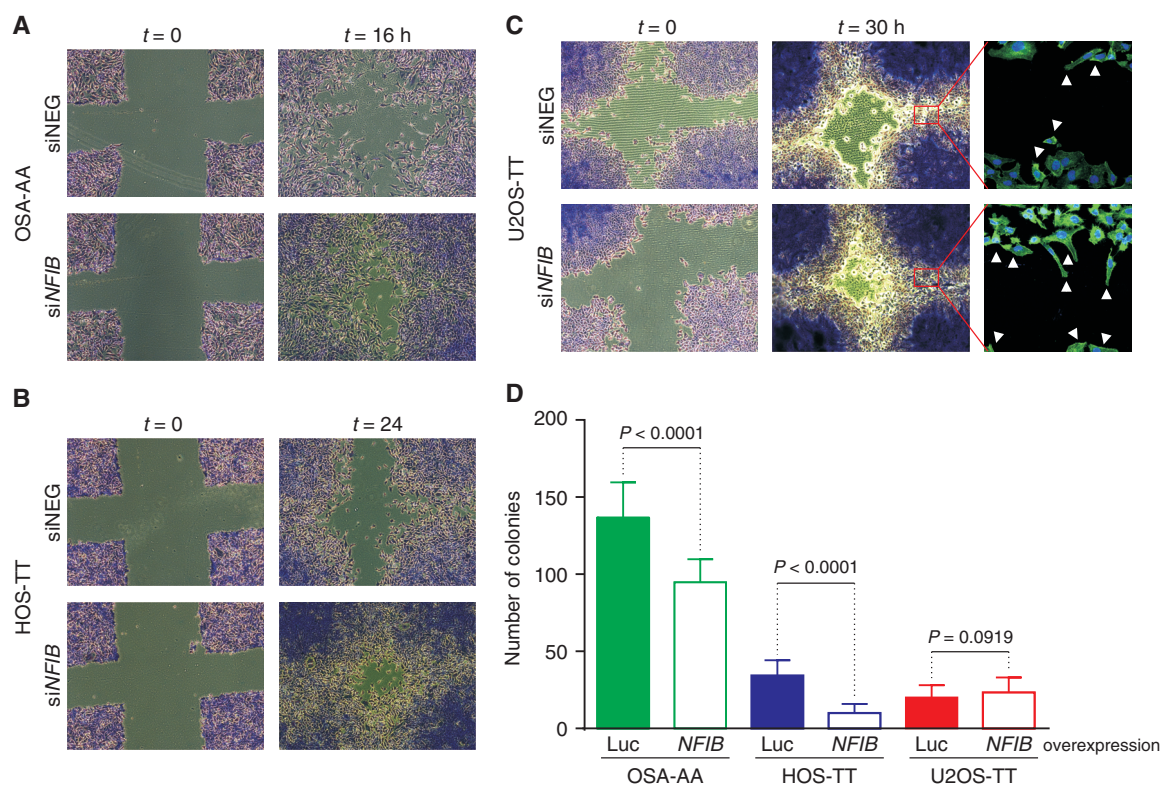 A
t = 0
t = 16 h
OSA-AA
siNEG
siNFIB
B
t = 0
t = 24
HOS-TT
siNEG
siNFIB
C
t = 0
t = 30 h
U2OS-TT
siNEG
siNFIB
D
Number of colonies
200
150
100
50
0
P < 0.0001
P < 0.0001
P = 0.0919
Luc NFIB Luc NFIB Luc NFIB overexpression
OSA-AA HOS-TT U2OS-TT